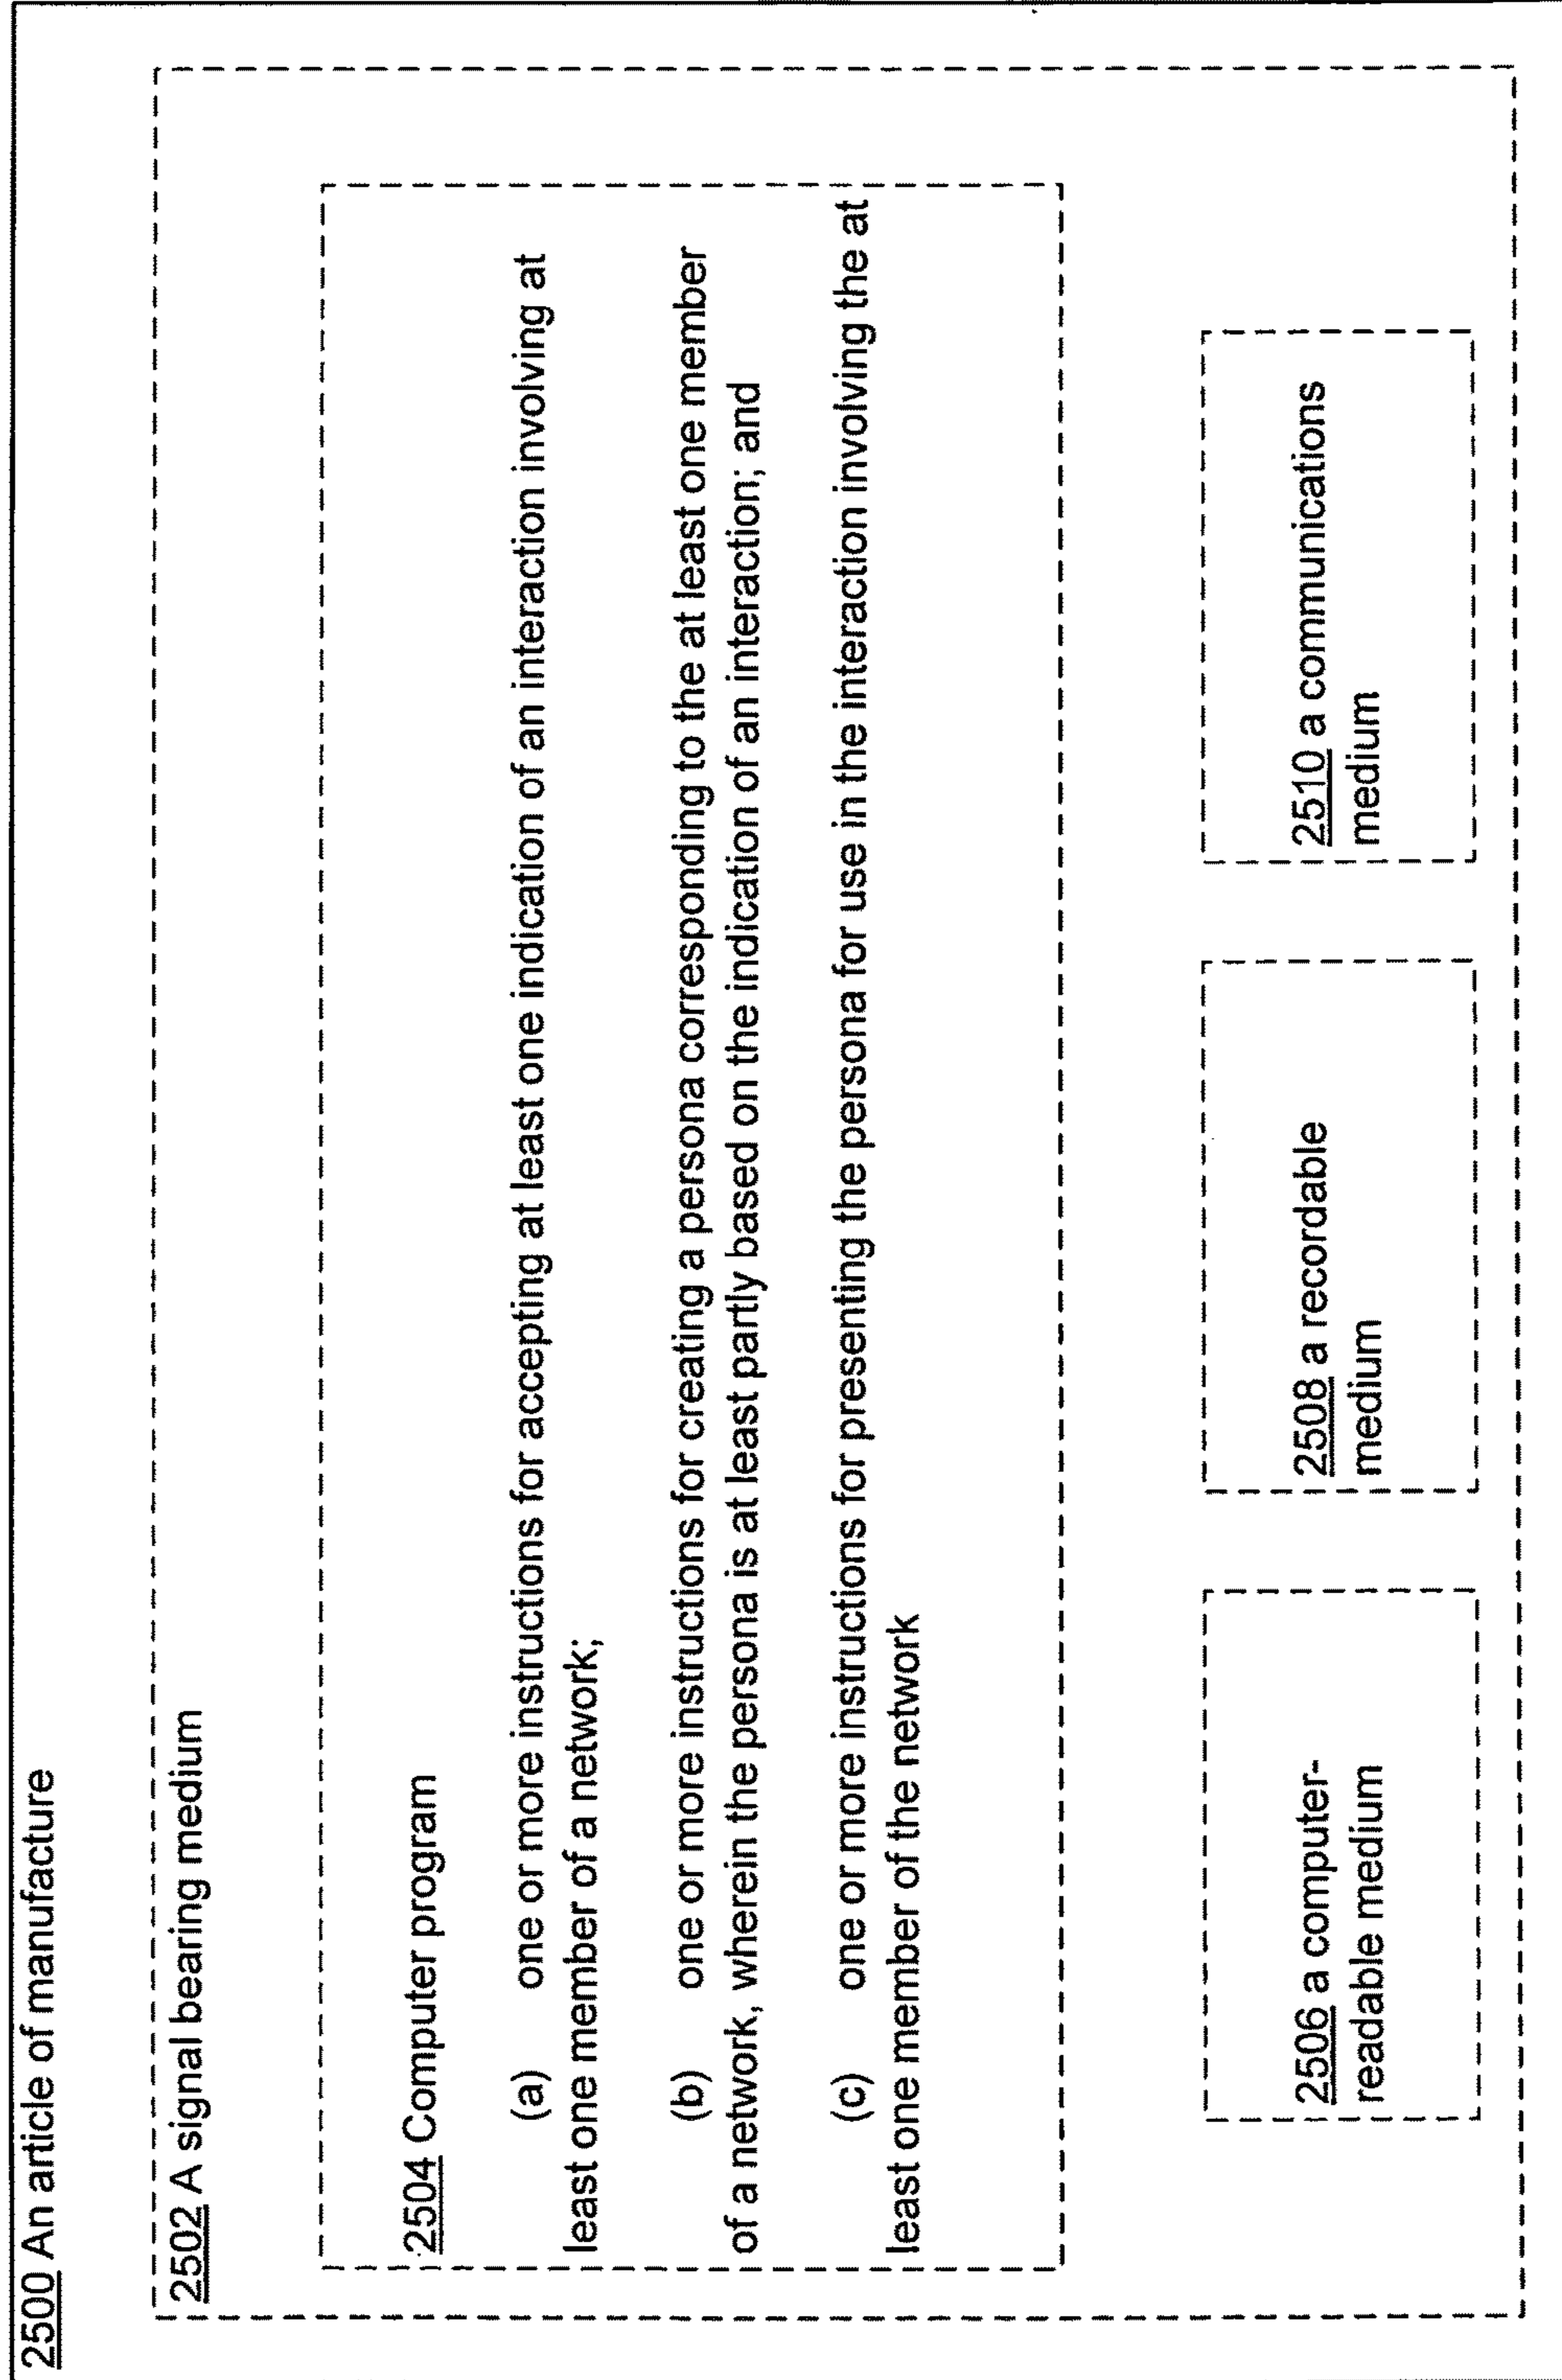 2500 An article of manufacture
2502 A signal bearing medium
2504 Computer program
(a) one or more instructions for accepting at least one indication of an interaction involving at
least one member of a network;
(b) one or more instructions for creating a persona corresponding to the at least one member
of a network, wherein the persona is at least partly based on the indication of an interaction; and
(c) one or more instructions for presenting the persona for use in the interaction involving the at
least one member of the network
2506 a computer-
readable medium
2508 a recordable
medium
2510 a communications
medium